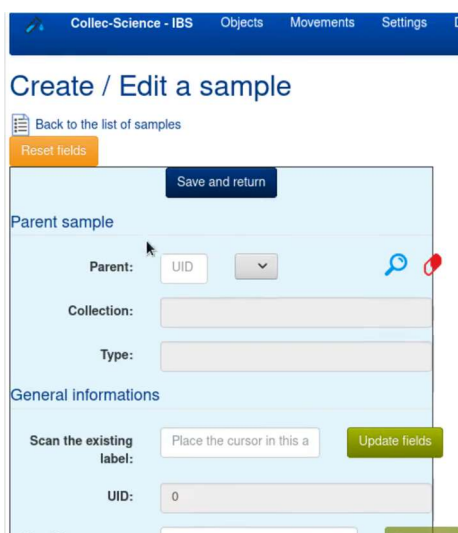 Collec-Science - IBS Objects Movements Settings D
Create / Edit a sample
Back to the list of samples
Reset fields
Save and return
Parent sample
Parent: UID
Collection:
Type:
General informations
Scan the existing label: Place the cursor in this a Update fields
UID: 0